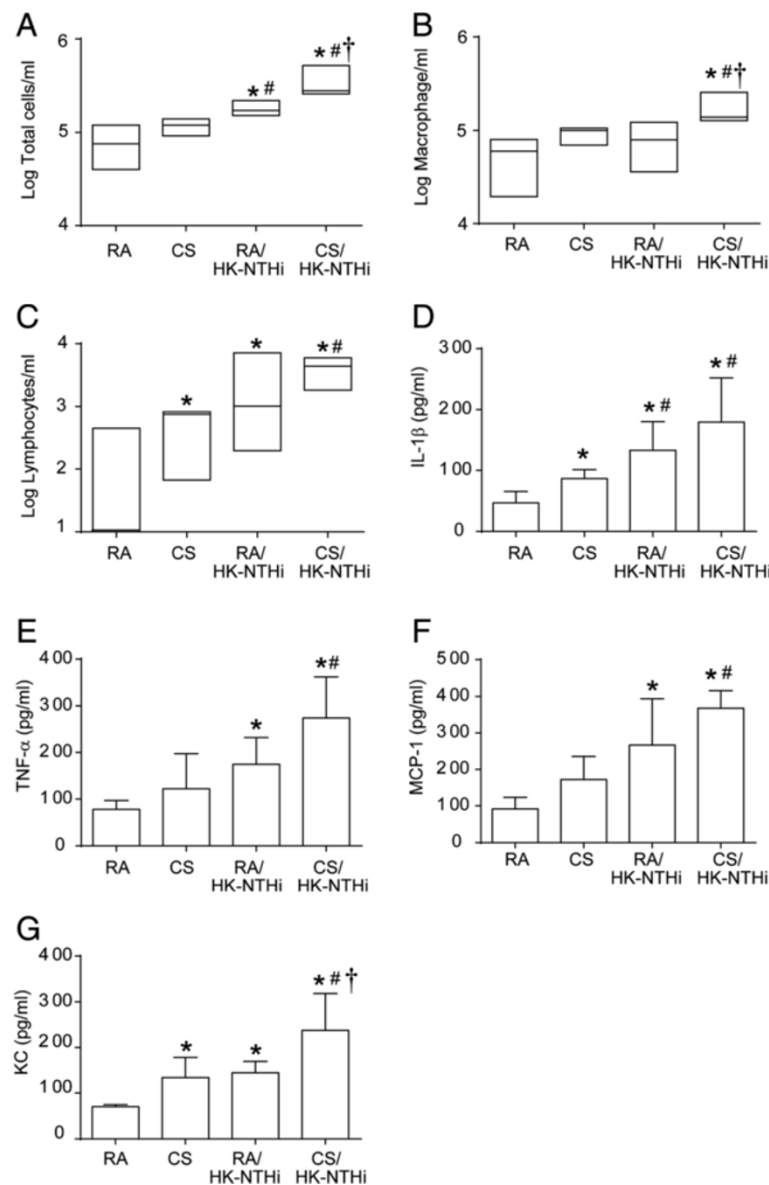 A
Log Total cells/ml
6
5
4
* #
* #†
RA
CS
RA/
HK-NTHi
CS/
HK-NTHi
B
Log Macrophage/ml
6
5
4
* #†
RA
CS
RA/
HK-NTHi
CS/
HK-NTHi
C
Log Lymphocytes/ml
4
3
2
1
*
*
* #
RA
CS
RA/
HK-NTHi
CS/
HK-NTHi
D
IL-1β (pg/ml)
300
200
100
0
*
* #
* #
RA
CS
RA/
HK-NTHi
CS/
HK-NTHi
E
TNF-α (pg/ml)
400
300
200
100
0
*
*#
RA
CS
RA/
HK-NTHi
CS/
HK-NTHi
F
MCP-1 (pg/ml)
500
400
300
200
100
0
*
* #
RA
CS
RA/
HK-NTHi
CS/
HK-NTHi
G
KC (pg/ml)
400
300
200
100
0
*
*
* # †
RA
CS
RA/
HK-NTHi
CS/
HK-NTHi